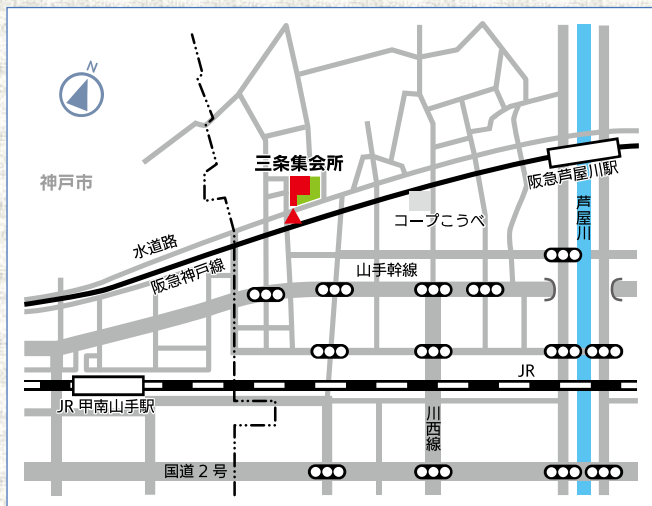 N
三条集会所
阪急芦屋川駅
神戸市
芦屋川
コープこうべ
水道路
阪急神戸線
山手幹線
JR
JR 甲南山手駅
川西線
国道2号